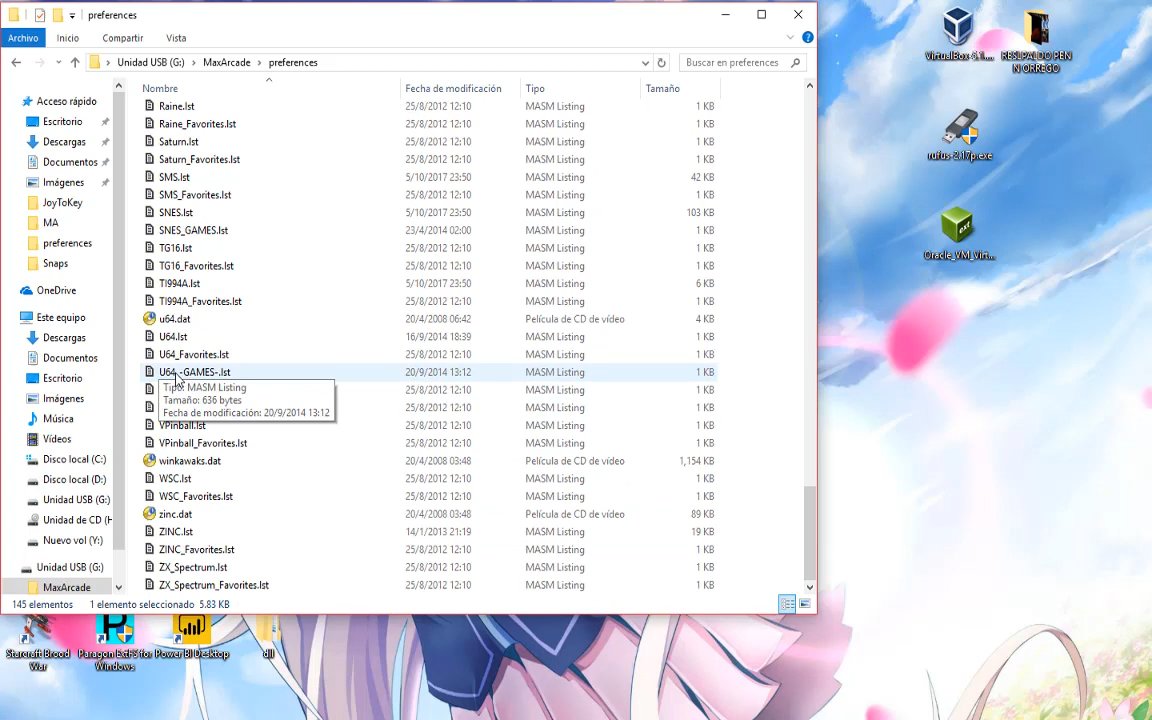 preferences
Archivo Inicio Compartir Vista
Unidad USB (G:) MaxArcade preferences
Buscar en preferences
Nombre Fecha de modificación Tipo Tamaño
Acceso rápido
Escritorio
Descargas
Documentos
Imágenes
JoyToKey
MA
preferences
Snaps
OneDrive
Este equipo
Descargas
Documentos
Escritorio
Imágenes
Música
Vídeos
Disco local (C:)
Disco local (D:)
Unidad USB (G:)
Unidad de CD (H
Nuevo vol (Y:)
Unidad USB (G:)
MaxArcade
Raine.lst 25/8/2012 12:10 MASM Listing 1 KB
Raine_Favorites.lst 25/8/2012 12:10 MASM Listing 1 KB
Saturn.lst 25/8/2012 12:10 MASM Listing 1 KB
Saturn_Favorites.lst 25/8/2012 12:10 MASM Listing 1 KB
SMS.lst 5/10/2017 23:50 MASM Listing 42 KB
SMS_Favorites.lst 25/8/2012 12:10 MASM Listing 1 KB
SNES.lst 5/10/2017 23:50 MASM Listing 103 KB
SNES_GAMES.lst 23/4/2014 02:00 MASM Listing 1 KB
TG16.lst 25/8/2012 12:10 MASM Listing 1 KB
TG16_Favorites.lst 25/8/2012 12:10 MASM Listing 1 KB
TI994A.lst 5/10/2017 23:50 MASM Listing 6 KB
TI994A_Favorites.lst 25/8/2012 12:10 MASM Listing 1 KB
u64.dat 20/4/2008 06:42 Película de CD de vídeo 4 KB
U64.lst 16/9/2014 18:39 MASM Listing 1 KB
U64_Favorites.lst 25/8/2012 12:10 MASM Listing 1 KB
U64_-GAMES-.lst 20/9/2014 13:12 MASM Listing 1 KB
Tipo: MASM Listing
Tamaño: 636 bytes
Fecha de modificación: 20/9/2014 13:12
25/8/2012 12:10 MASM Listing 1 KB
25/8/2012 12:10 MASM Listing 1 KB
VPinball.lst 25/8/2012 12:10 MASM Listing 1 KB
VPinball_Favorites.lst 25/8/2012 12:10 MASM Listing 1 KB
winkawaks.dat 20/4/2008 03:48 Película de CD de vídeo 1,154 KB
WSC.lst 25/8/2012 12:10 MASM Listing 1 KB
WSC_Favorites.lst 25/8/2012 12:10 MASM Listing 1 KB
zinc.dat 20/4/2008 03:48 Película de CD de vídeo 89 KB
ZINC.lst 14/1/2013 21:19 MASM Listing 19 KB
ZINC_Favorites.lst 25/8/2012 12:10 MASM Listing 1 KB
ZX_Spectrum.lst 25/8/2012 12:10 MASM Listing 1 KB
ZX_Spectrum_Favorites.lst 25/8/2012 12:10 MASM Listing 1 KB
145 elementos 1 elemento seleccionado 5.83 KB
VirtualBox-5.1....
RESLPALDO PEN
N ORREGO
rufus-2.17p.exe
ext
Oracle_VM_Virt...
Starcraft Brood
War
Paragon ExtFS for
Windows
Power BI Desktop
dll